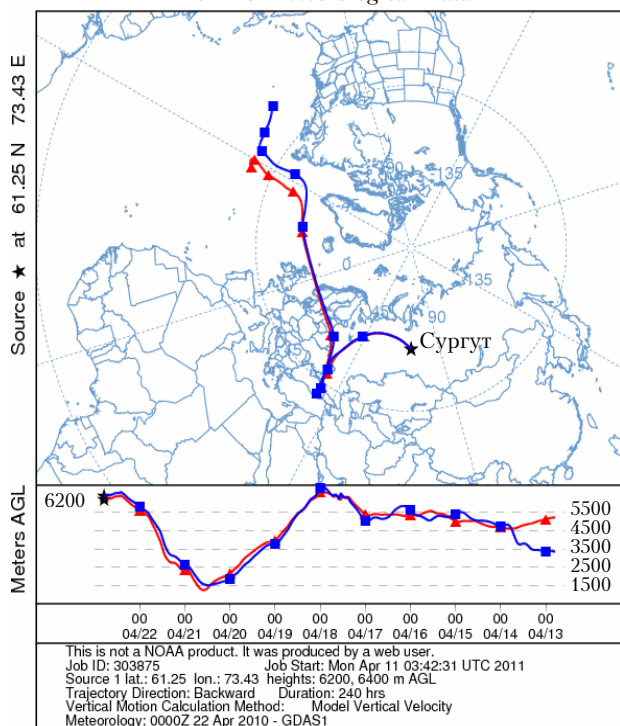 Source ★ at 61.25 N 73.43 E
-90
-135
0
-135
45
90
Сургут
Meters AGL
6200
5500
4500
3500
2500
1500
00 00 00 00 00 00 00 00 00 00
04/22 04/21 04/20 04/19 04/18 04/17 04/16 04/15 04/14 04/13
This is not a NOAA product. It was produced by a web user.
Job ID: 303875 Job Start: Mon Apr 11 03:42:31 UTC 2011
Source 1 lat.: 61.25 lon.: 73.43 heights: 6200, 6400 m AGL
Trajectory Direction: Backward Duration: 240 hrs
Vertical Motion Calculation Method: Model Vertical Velocity
Meteorology: 0000Z 22 Apr 2010 - GDAS1